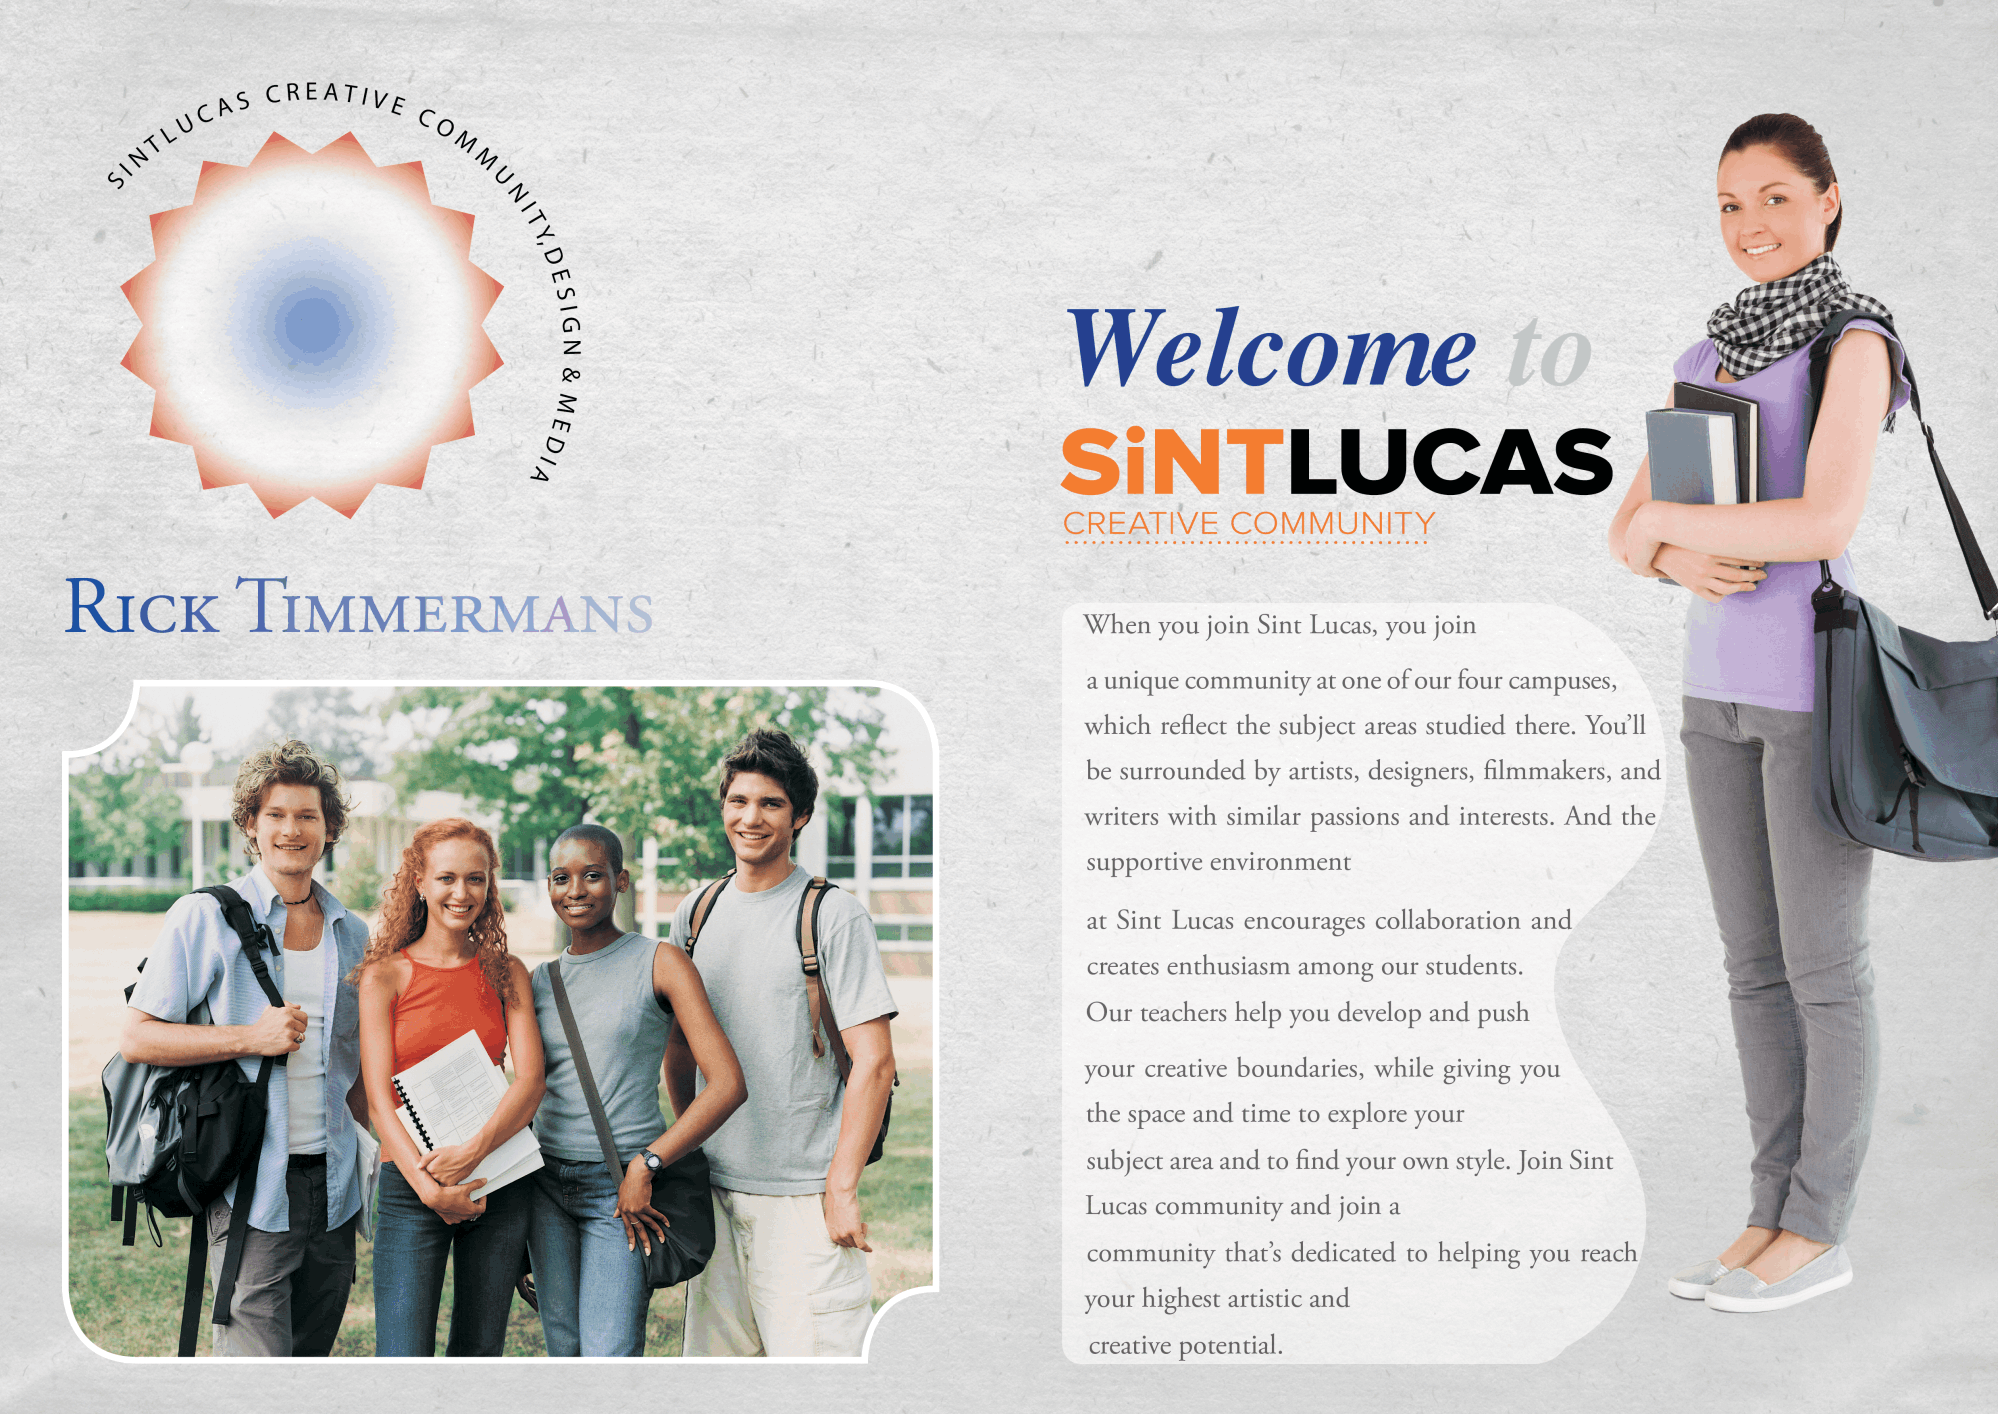 SINTLUCAS CREATIVE COMMUNITY, DESIGN & MEDIA
RICK TIMMERMANS
Welcome to
SiNTLUCAS
CREATIVE COMMUNITY
When you join Sint Lucas, you join
a unique community at one of our four campuses,
which reflect the subject areas studied there. You’ll
be surrounded by artists, designers, filmmakers, and
writers with similar passions and interests. And the
supportive environment
at Sint Lucas encourages collaboration and
creates enthusiasm among our students.
Our teachers help you develop and push
your creative boundaries, while giving you
the space and time to explore your
subject area and to find your own style. Join Sint
Lucas community and join a
community that’s dedicated to helping you reach
your highest artistic and
creative potential.